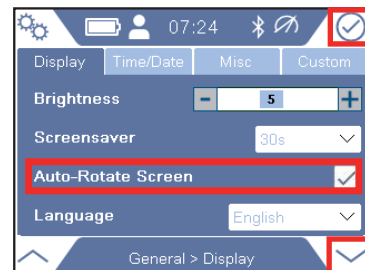 07:24
Display Time/Date Misc Custom
Brightness - 5 +
Screensaver 30s
Auto-Rotate Screen
Language English
General > Display